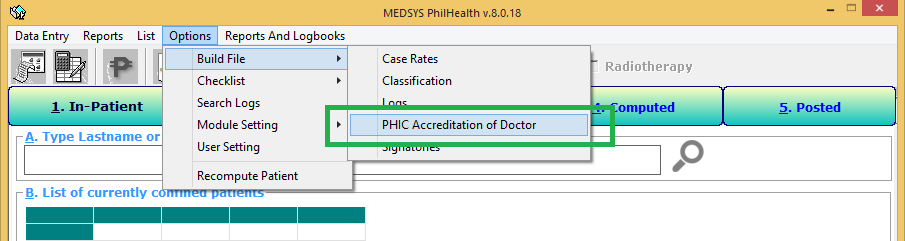 MEDSYS PhilHealth v.8.0.18
Data Entry Reports List Options Reports And Logbooks
Build File
Checklist
Search Logs
Module Setting
User Setting
Recompute Patient
Case Rates
Classification
Logs
PHIC Accreditation of Doctor
Signatories
Radiotherapy
1. In-Patient
4. Computed
5. Posted
A. Type Lastname or
B. List of currently confined patients